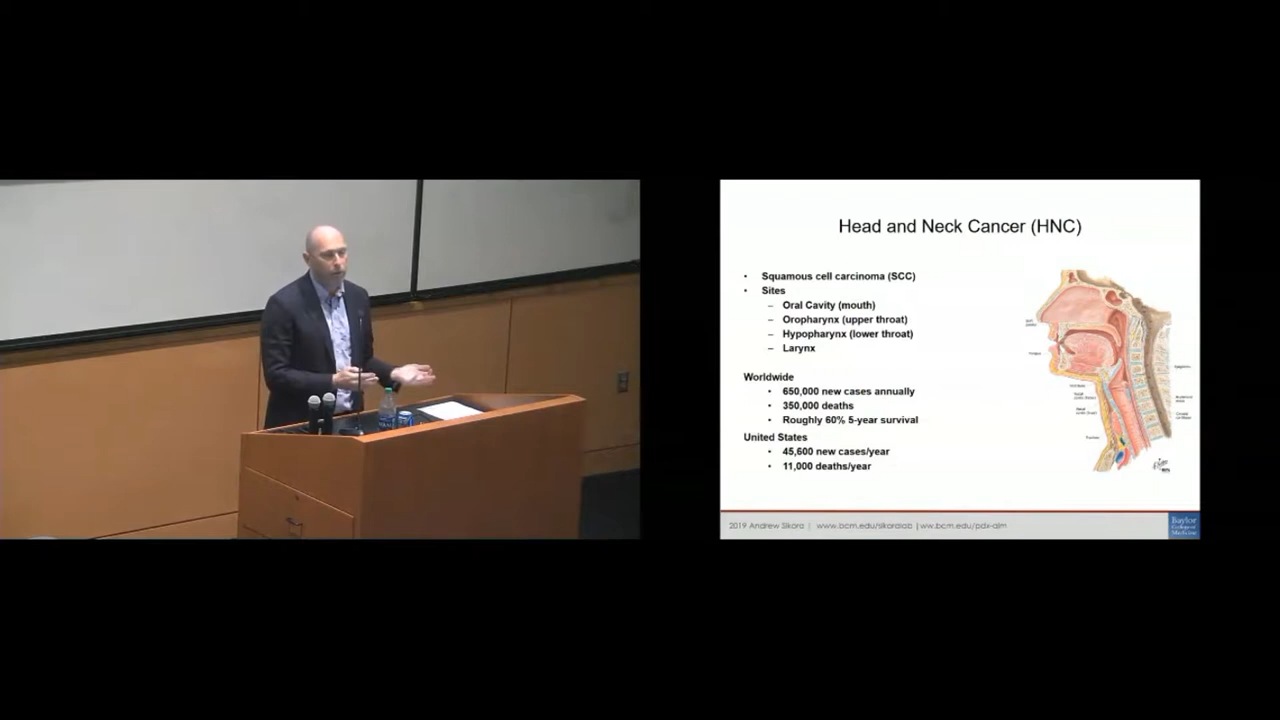 Head and Neck Cancer (HNC)
Squamous cell carcinoma (SCC)
Sites
Oral Cavity (mouth)
Oropharynx (upper throat)
Hypopharynx (lower throat)
Larynx
Worldwide
650,000 new cases annually
350,000 deaths
Roughly 60% 5-year survival
United States
45,600 new cases/year
11,000 deaths/year
2019 Andrew Sikora | www.bcm.edu/sikoralab | ww.bcm.edu/pdx-atm
Baylor
College of
Medicine